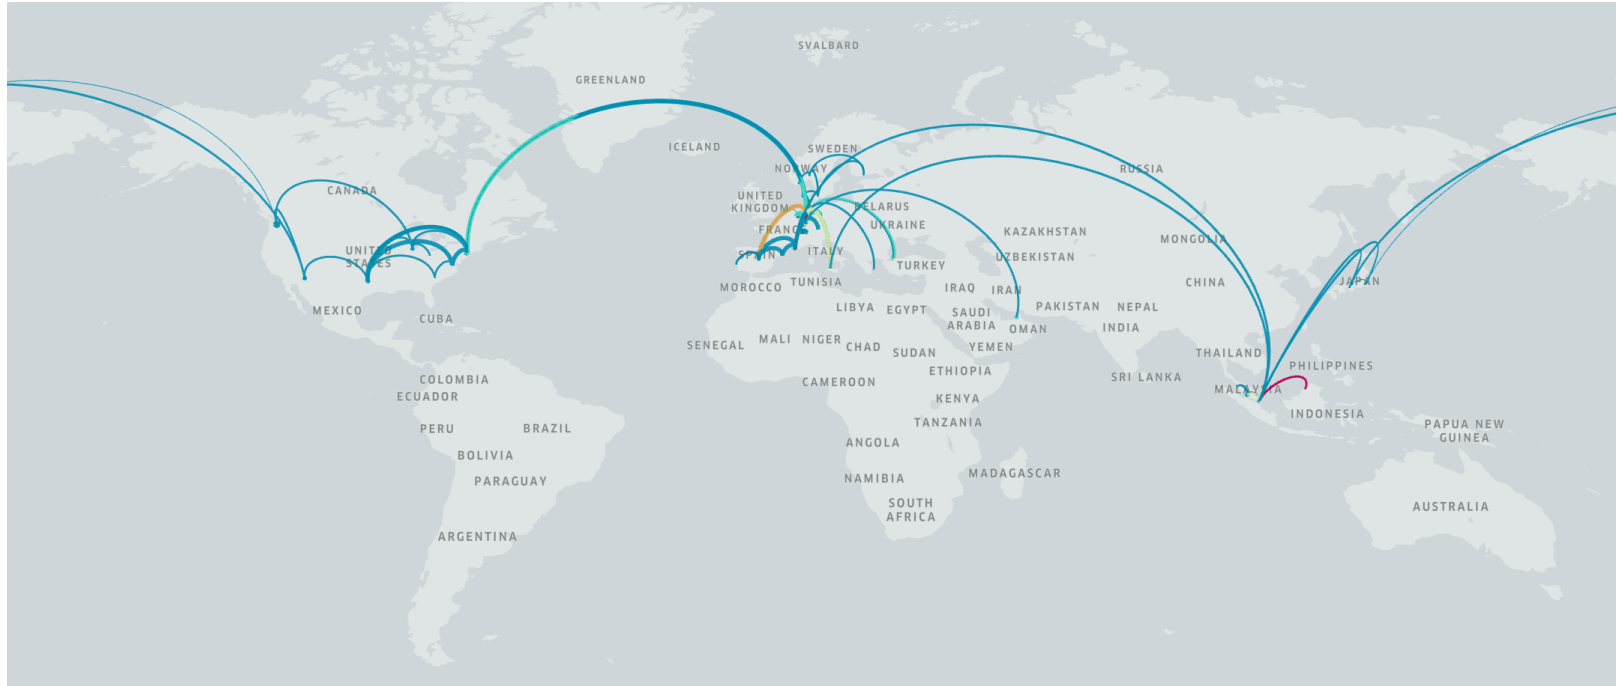 SVALBARD
GREENLAND
ICELAND
SWEDEN
NORWAY
RUSSIA
CANADA
UNITED
KINGDOM
BELARUS
UKRAINE
FRANCE
KAZAKHSTAN
MONGOLIA
UNITED
STATES
SPAIN
ITALY
UZBEKISTAN
TURKEY
TUNISIA
MOROCCO
IRAQ
IRAN
CHINA
JAPAN
MEXICO
CUBA
LIBYA
EGYPT
SAUDI
ARABIA
OMAN
PAKISTAN
NEPAL
INDIA
SENEGAL
MALI
NIGER
CHAD
SUDAN
YEMEN
THAILAND
PHILIPPINES
ETHIOPIA
SRI LANKA
COLOMBIA
CAMEROON
MALAYSIA
ECUADOR
KENYA
INDONESIA
PERU
BRAZIL
TANZANIA
PAPUA NEW
GUINEA
ANGOLA
BOLIVIA
PARAGUAY
NAMIBIA
MADAGASCAR
SOUTH
AFRICA
AUSTRALIA
ARGENTINA